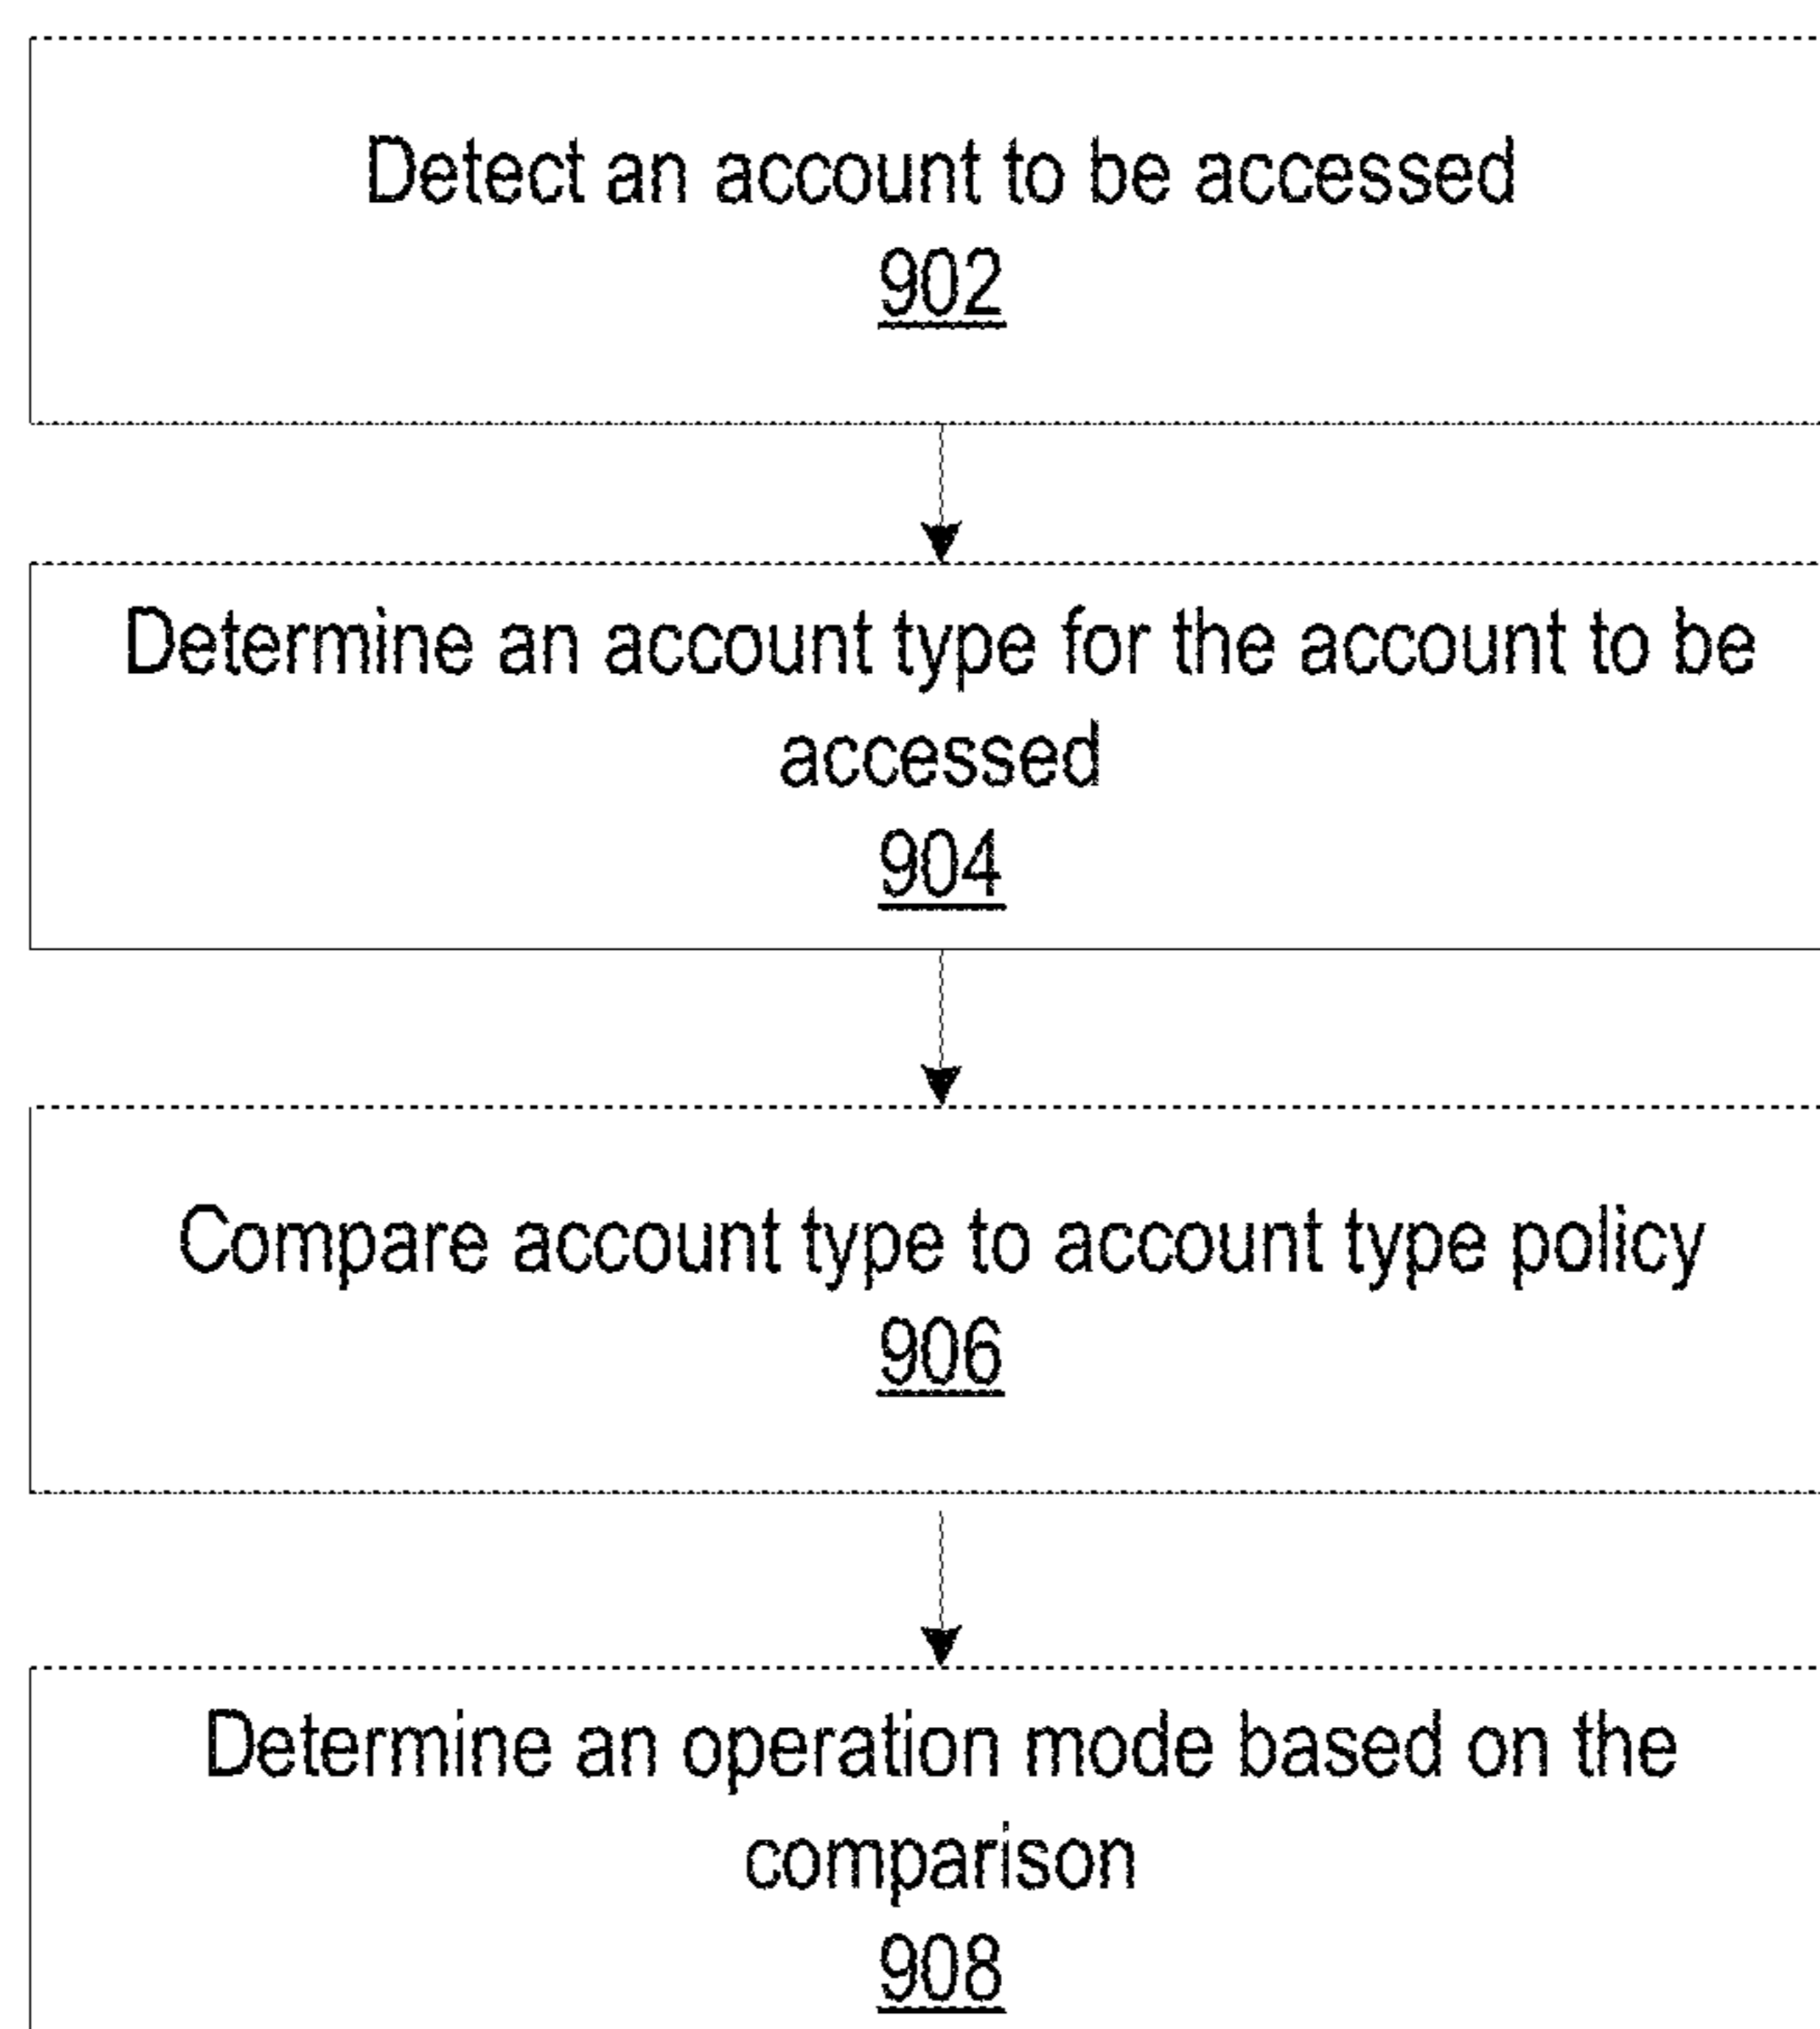 Detect an account to be accessed
902
Determine an account type for the account to be
accessed
904
Compare account type to account type policy
906
Determine an operation mode based on the
comparison
908